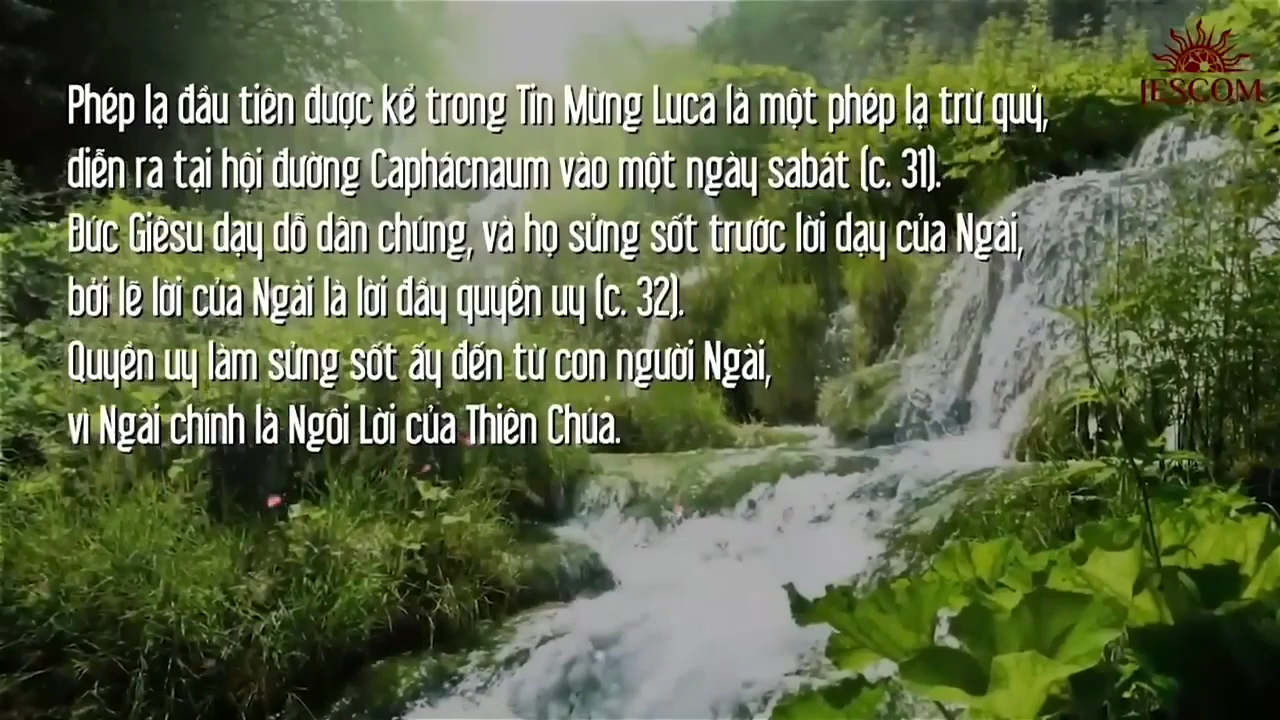 JESCOM
Phép lạ đầu tiên được kể trong Tin Mừng Luca là một phép lạ trừ quỷ,
diễn ra tại hội đường Caphácnaum vào một ngày sabát (c. 31).
Đức Giêsu dạy dỗ dân chúng, và họ sửng sốt trước lời dạy của Ngài,
bởi lẽ lời của Ngài là lời đầy quyền uy (c. 32).
Quyền uy làm sửng sốt ấy đến từ con người Ngài,
vì Ngài chính là Ngôi Lời của Thiên Chúa.